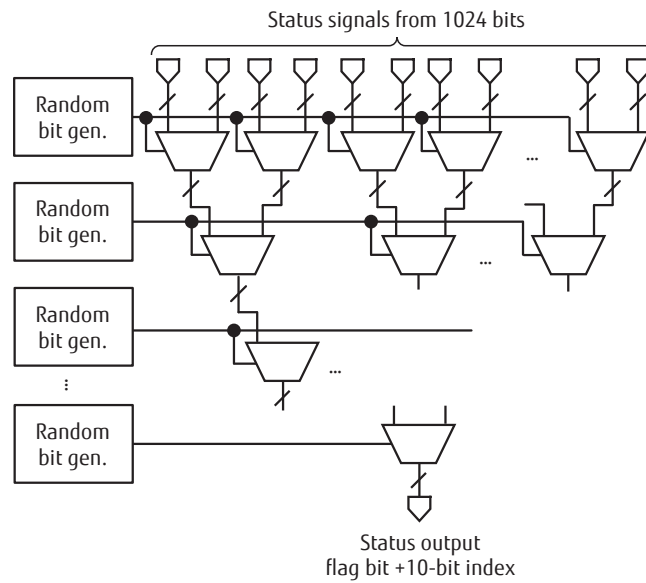 Status signals from 1024 bits
Random
bit gen.
...
Random
bit gen.
...
Random
bit gen.
...
...
Random
bit gen.
Status output
flag bit +10-bit index